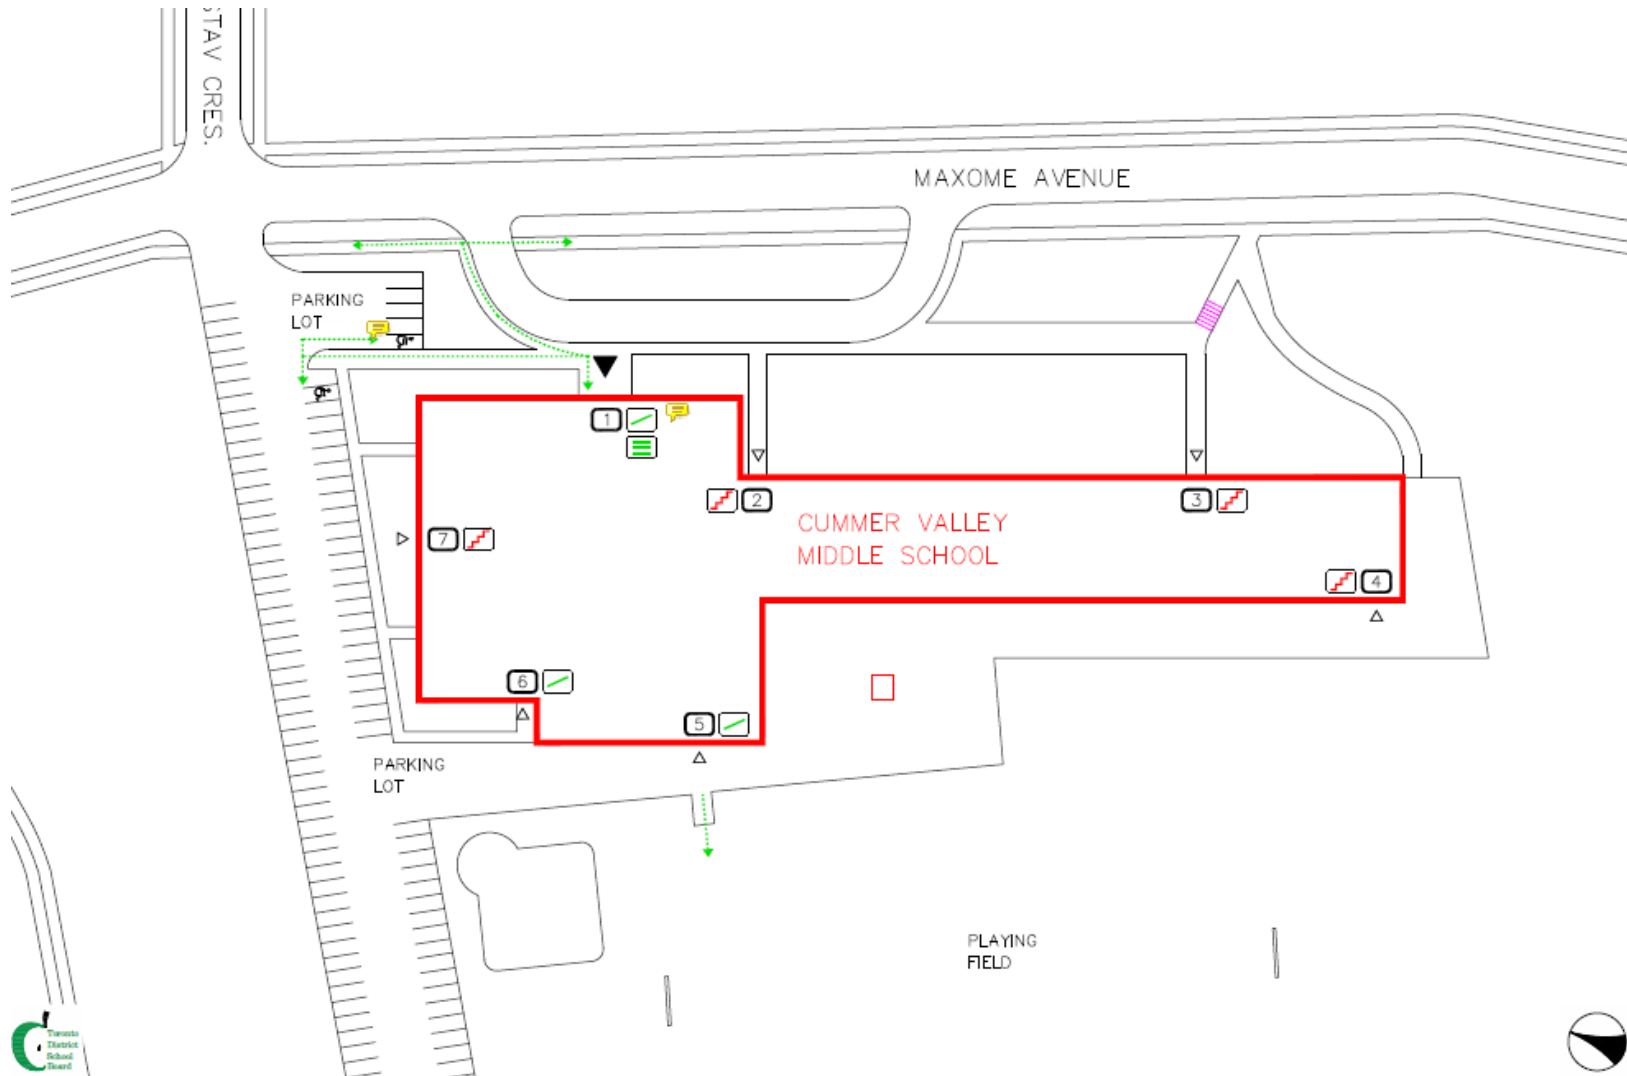 STAV CRES.
MAXOME AVENUE
PARKING
LOT
1
2
3
CUMMER VALLEY
MIDDLE SCHOOL
7
4
6
5
PARKING
LOT
PLAYING
FIELD
Toronto
District
School
Board